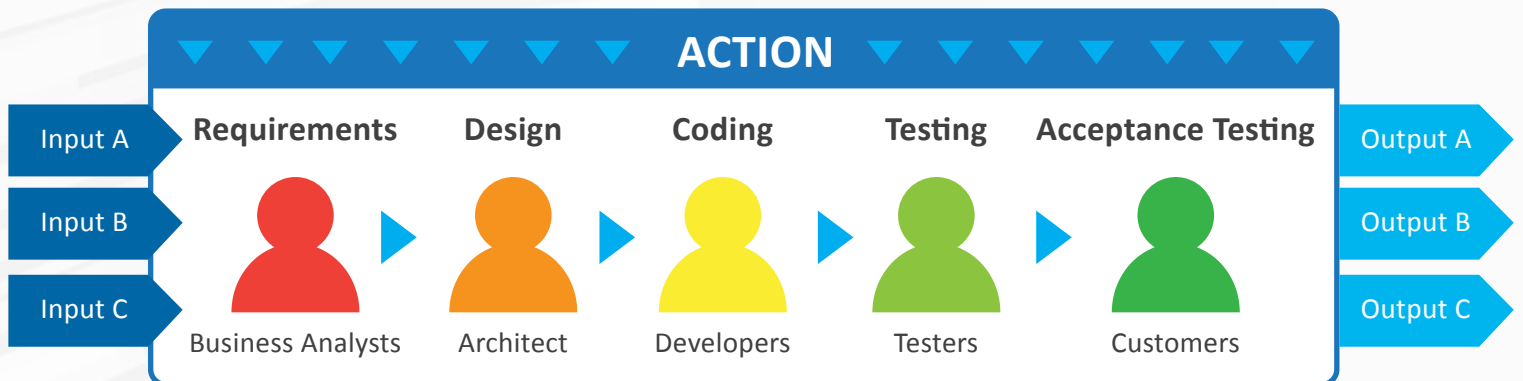 ACTION
Input A
Input B
Input C
Requirements
Design
Coding
Testing
Acceptance Testing
Business Analysts
Architect
Developers
Testers
Customers
Output A
Output B
Output C